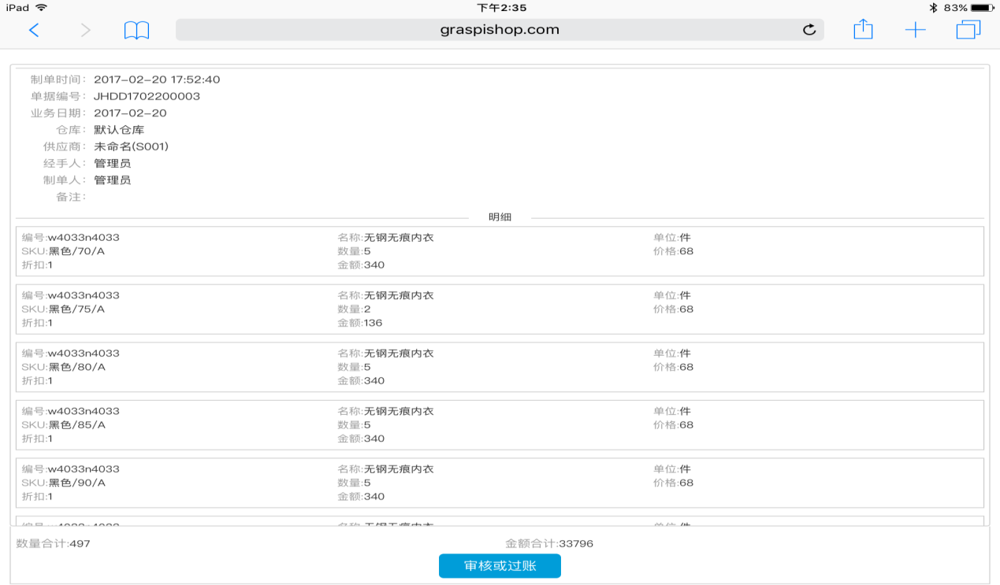 iPad 下午2:35 83%
graspishop.com
制单时间: 2017-02-20 17:52:40
单据编号: JHDD1702200003
业务日期: 2017-02-20
仓库: 默认仓库
供应商: 未命名(S001)
经手人: 管理员
制单人: 管理员
备注:
明细
编号:w4033n4033 名称:无钢无痕内衣 单位:件
SKU:黑色/70/A 数量:5 价格:68
折扣:1 金额:340
编号:w4033n4033 名称:无钢无痕内衣 单位:件
SKU:黑色/75/A 数量:2 价格:68
折扣:1 金额:136
编号:w4033n4033 名称:无钢无痕内衣 单位:件
SKU:黑色/80/A 数量:5 价格:68
折扣:1 金额:340
编号:w4033n4033 名称:无钢无痕内衣 单位:件
SKU:黑色/85/A 数量:5 价格:68
折扣:1 金额:340
编号:w4033n4033 名称:无钢无痕内衣 单位:件
SKU:黑色/90/A 数量:5 价格:68
折扣:1 金额:340
数量合计:497 金额合计:33796
审核或过账